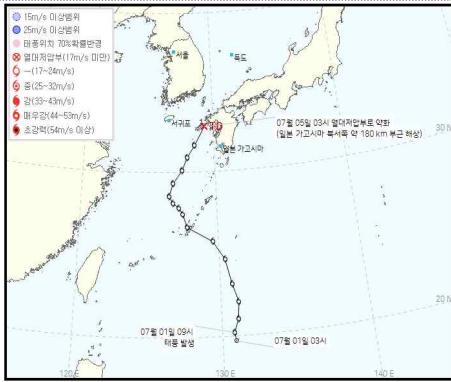 15m/s 이상범위
25m/s 이상범위
태풍위치 70%확률반경
열대저압부(17m/s 미만)
―(17~24m/s)
중(25~32m/s)
강(33~43m/s)
매우강(44~53m/s)
초강력(54m/s 이상)
서울
독도
서귀포
TD
일본 가고시마
07월 05일 03시 열대저압부로 약화
(일본 가고시마 북서쪽 약 180 km 부근 해상)
30 N
20 N
07월 01일 09시
태풍 발생
07월 01일 03시
120 E
130 E
140 E